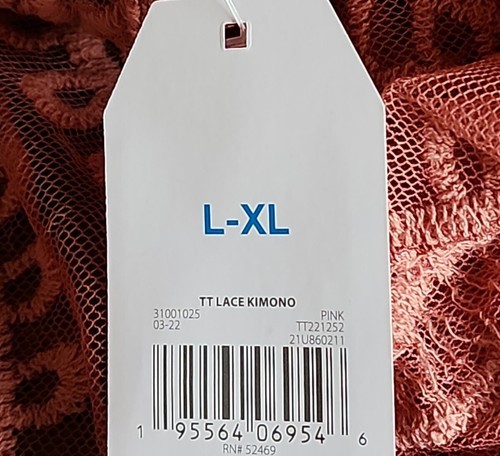 L-XL
TT LACE KIMONO
31001025 PINK
03-22 TT221252
21U860211
1 95564 06954 6
RN# 52469